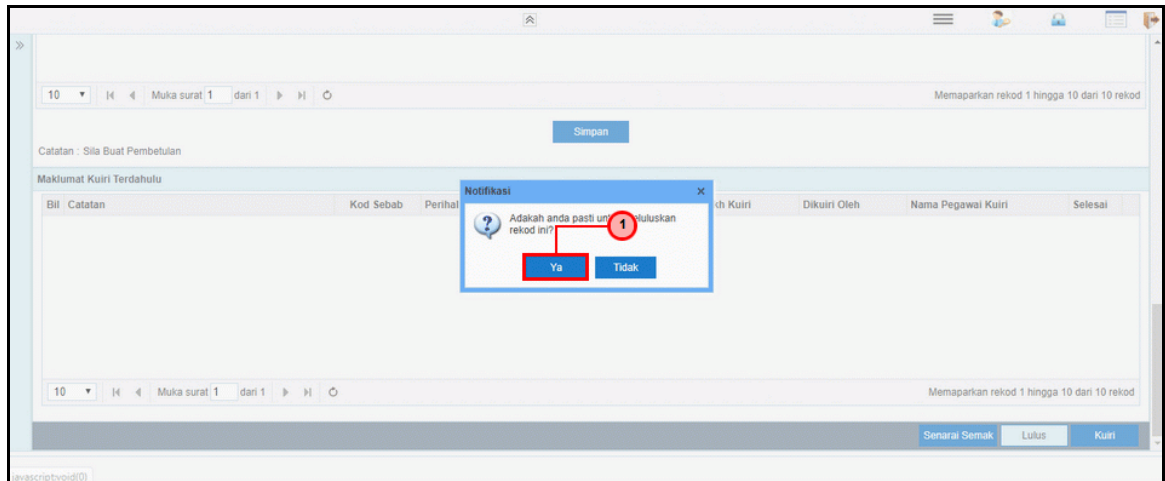 10 Muka surat 1 dari 1 Memaparkan rekod 1 hingga 10 dari 10 rekod
Simpan
Catatan : Sila Buat Pembetulan
Maklumat Kuiri Terdahulu
Bil Catatan Kod Sebab Perihal kh Kuiri Dikuiri Oleh Nama Pegawai Kuiri Selesai
Notifikasi
Adakah anda pasti eluluskan
rekod ini?
1
Ya Tidak
10 Muka surat 1 dari 1 Memaparkan rekod 1 hingga 10 dari 10 rekod
Senarai Semak Lulus Kuiri
javascript:void(0)